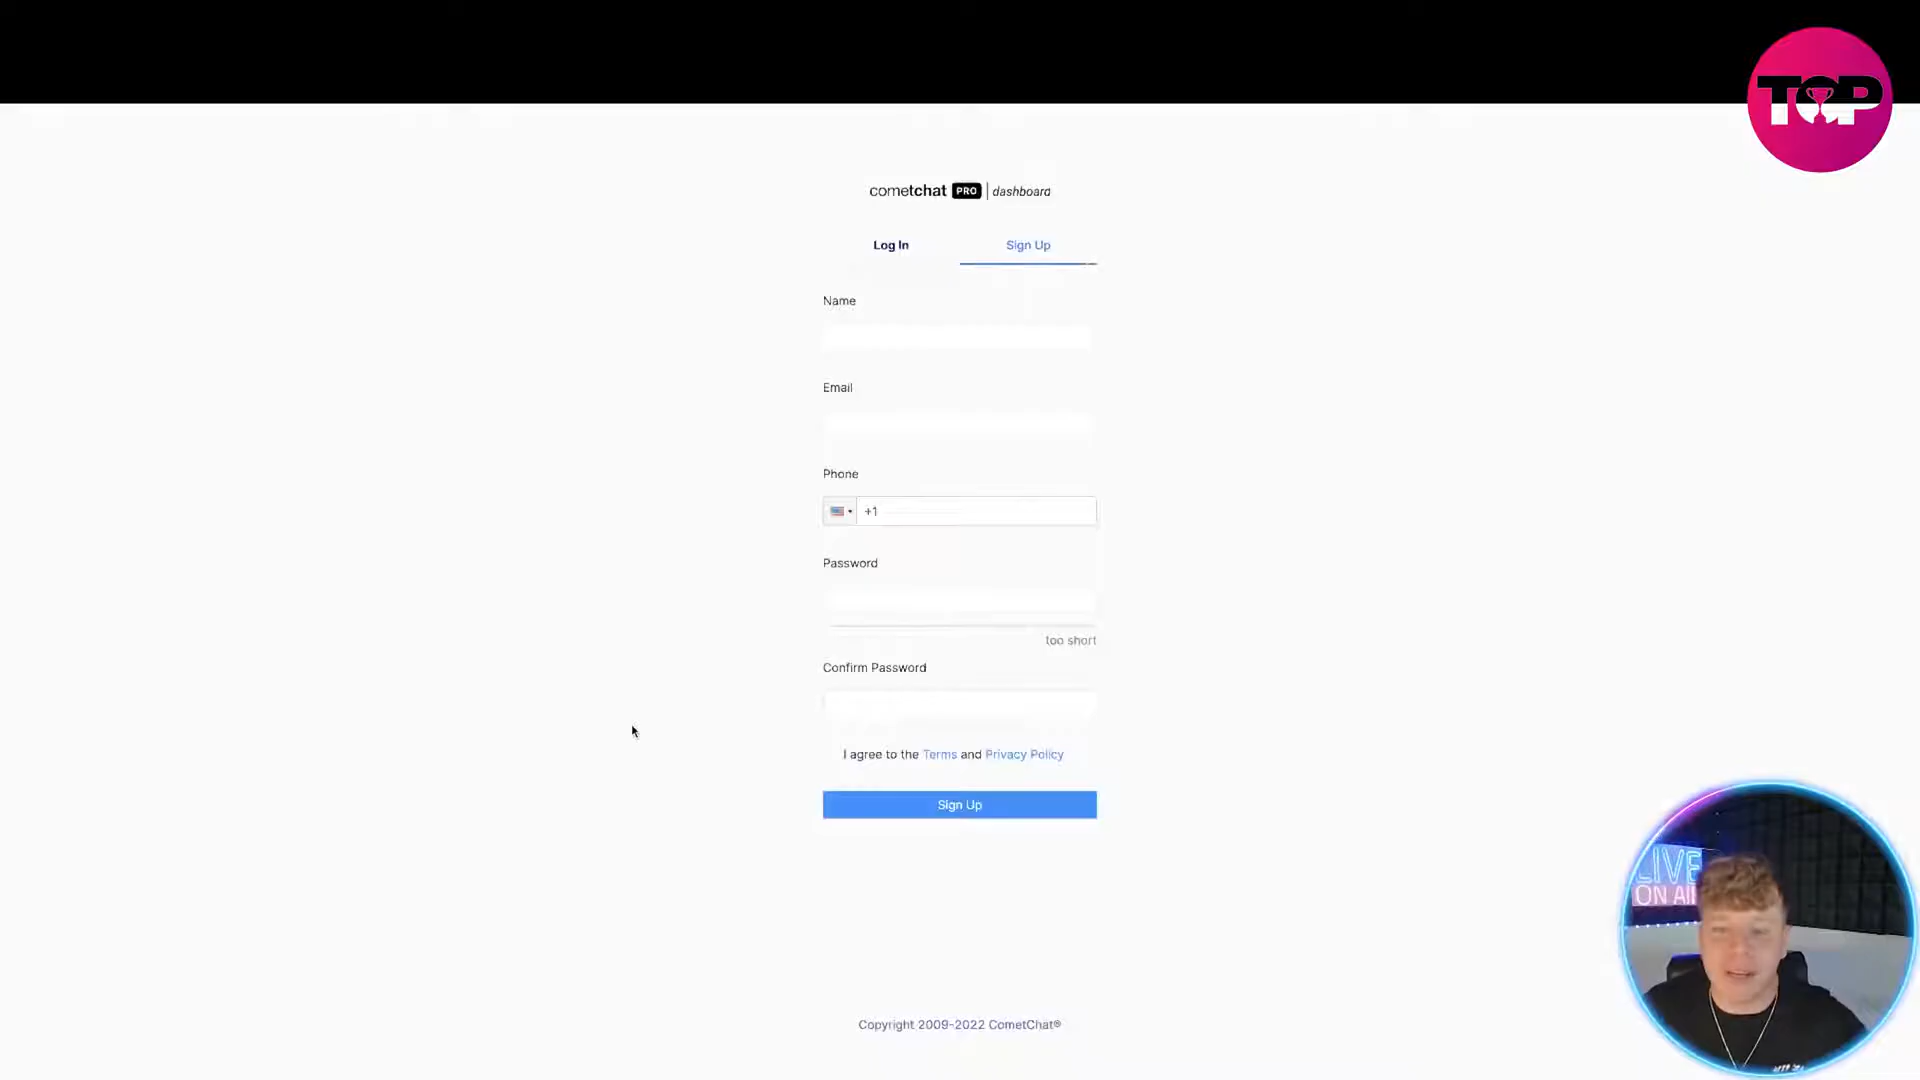 TOP
cometchat PRO | dashboard
Log In
Sign Up
Name
Email
Phone
+1
Password
too short
Confirm Password
I agree to the Terms and Privacy Policy
Sign Up
LIVE
ON AI
Copyright 2009-2022 CometChat®